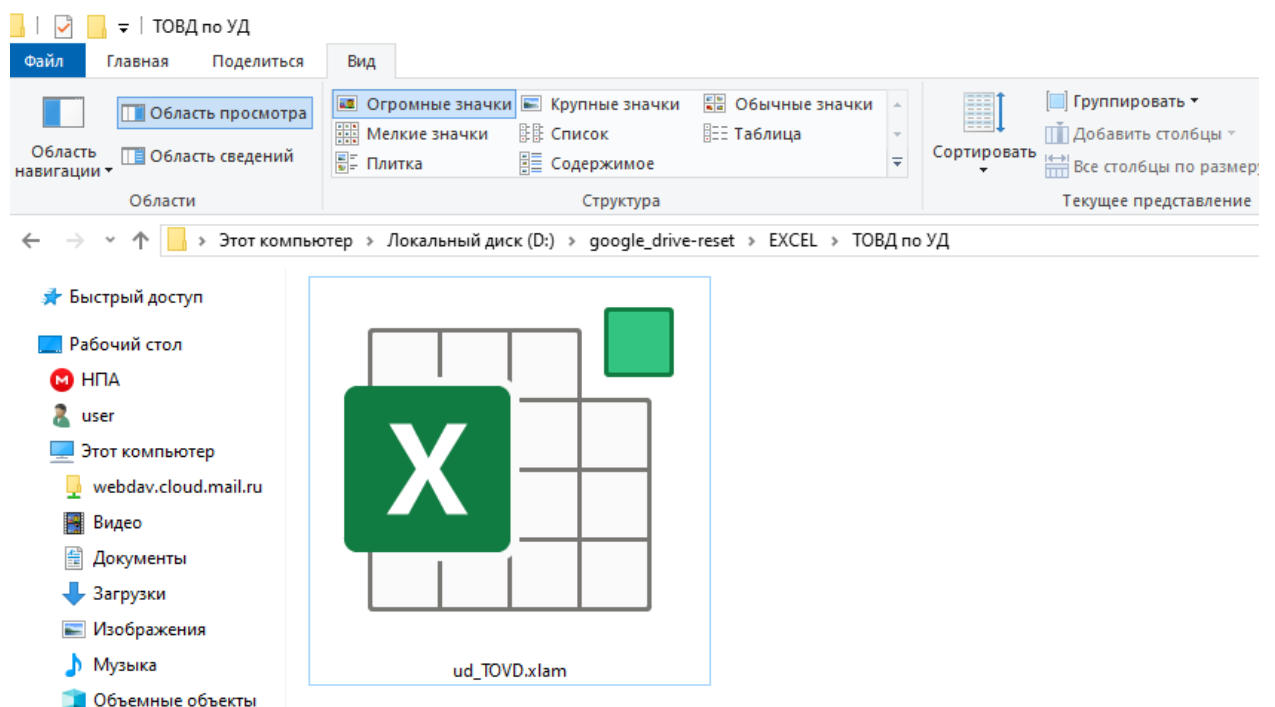 ТОВД по УД
Файл Главная Поделиться Вид
Область навигации
Область просмотра
Область сведений
Области
Огромные значки Крупные значки Обычные значки
Мелкие значки Список Таблица
Плитка Содержимое
Структура
Сортировать
Группировать
Добавить столбцы
Все столбцы по
Текущее представление
Этот компьютер > Локальный диск (D:) > google_drive-reset > EXCEL > ТОВД по УД
Быстрый доступ
Рабочий стол
НПА
user
Этот компьютер
webdav.cloud.mail.ru
Видео
Документы
Загрузки
Изображения
Музыка
Объемные объекты
X
ud_TOVD.xlam